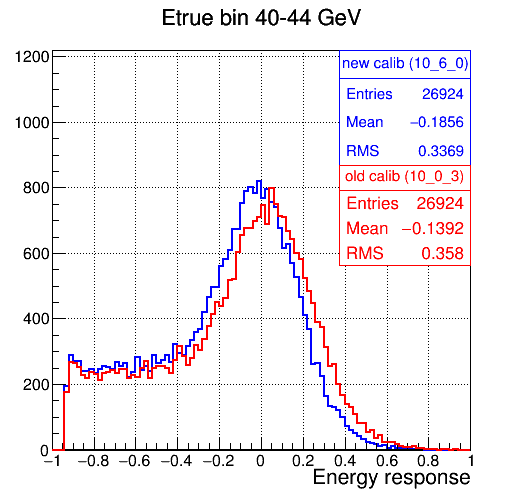 Etrue bin 40-44 GeV
new calib (10_6_0)
Entries 26924
Mean −0.1856
RMS 0.3369
old calib (10_0_3)
Entries 26924
Mean −0.1392
RMS 0.358
1200
1000
800
600
400
200
0
−1 −0.8 −0.6 −0.4 −0.2 0 0.2 0.4 0.6 0.8 1
Energy response